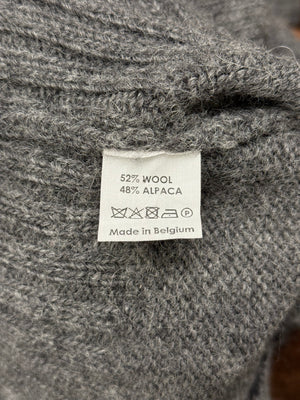 52% WOOL
48% ALPACA
P
Made in Belgium